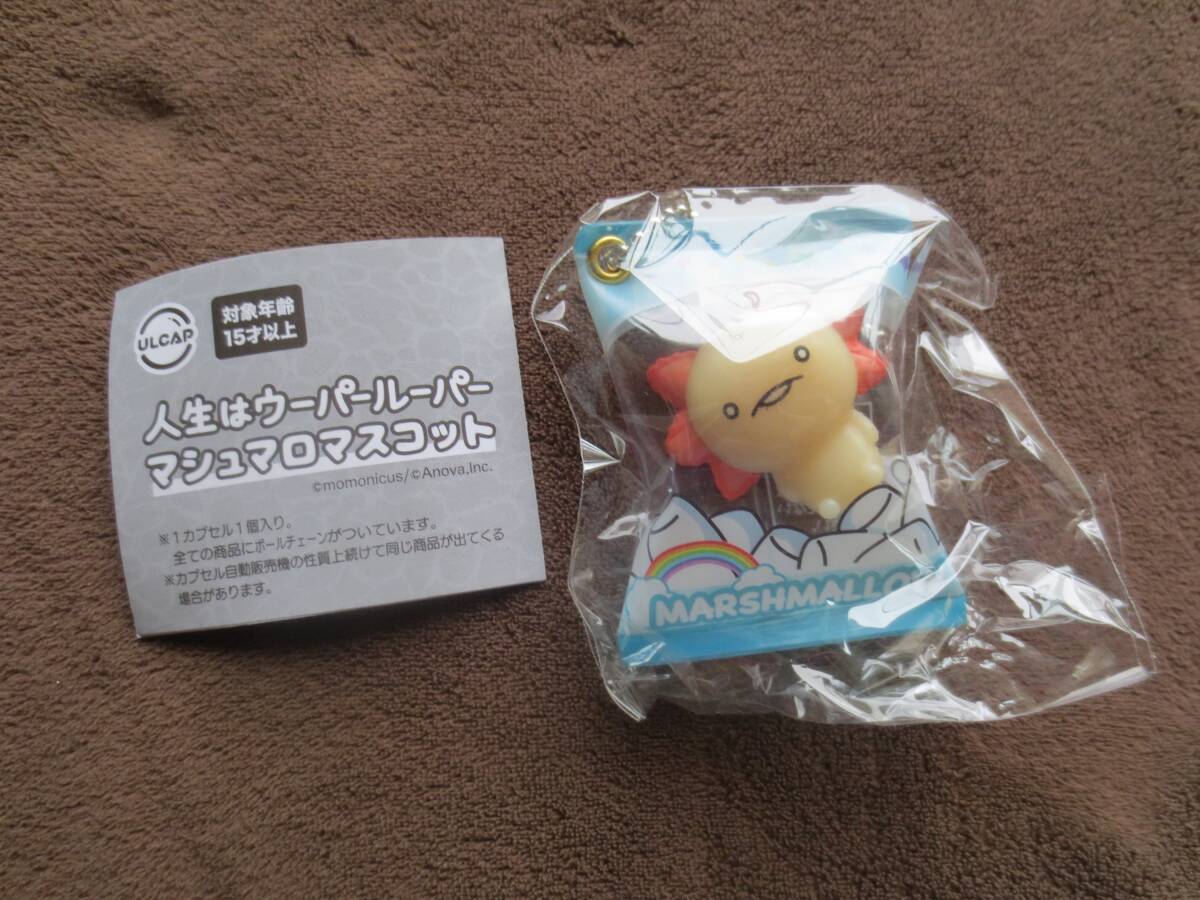 ULCAP
対象年齢
15才以上
人生はウーパールーパー
マシュマロマスコット
©momonicus/©Anova,Inc.
※1カプセル1個入り。
全ての商品にボールチェーンがついています。
※カプセル自動販売機の性質上続けて同じ商品が出てくる
場合があります。
MARSHMALLOW